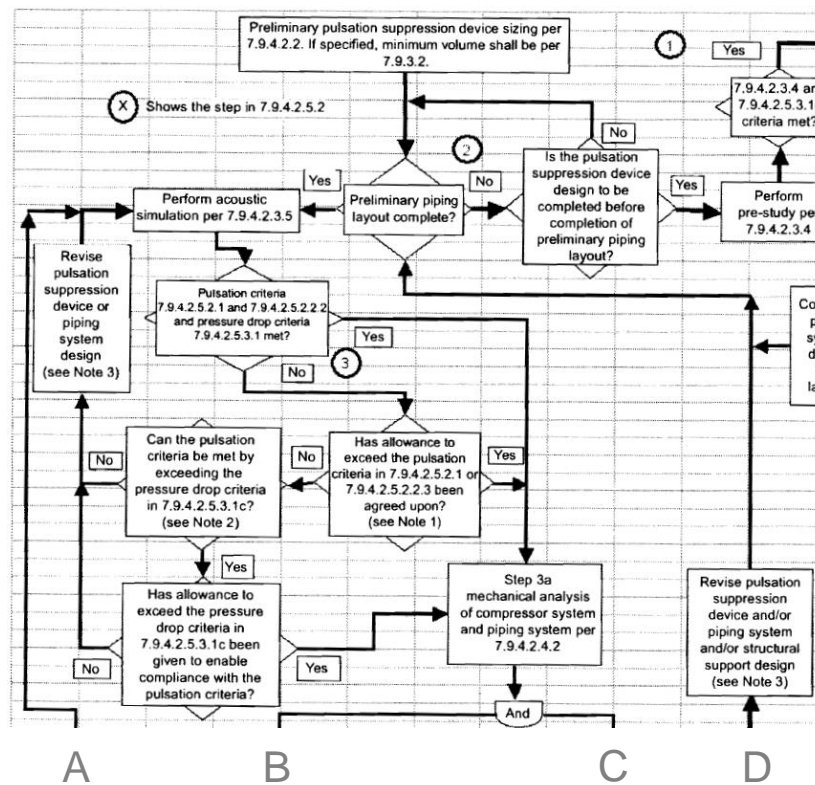 Preliminary pulsation suppression device sizing per
7.9.4.2.2. If specified, minimum volume shall be per
7.9.3.2.
1
Yes
7.9.4.2.3.4 an
7.9.4.2.5.3.1
criteria met?
X Shows the step in 7.9.4.2.5.2
2
No
Is the pulsation
suppression device
design to be
completed before
completion of
preliminary piping
layout?
Yes
Perform acoustic
simulation per 7.9.4.2.3.5
Yes
Preliminary piping
layout complete?
No
Perform
pre-study pe
7.9.4.2.3.4
Revise
pulsation
suppression
device or
piping
system
design
(see Note 3)
Pulsation criteria
7.9.4.2.5.2.1 and 7.9.4.2.5.2.2.2
and pressure drop criteria
7.9.4.2.5.3.1 met?
Yes
No
3
Co
p
sy
d
la
No
Can the pulsation
criteria be met by
exceeding the
pressure drop criteria
in 7.9.4.2.5.3.1c?
(see Note 2)
No
Has allowance to
exceed the pulsation
criteria in 7.9.4.2.5.2.1 or
7.9.4.2.5.2.2.3 been
agreed upon?
(see Note 1)
Yes
Yes
Has allowance to
exceed the pressure
drop criteria in
7.9.4.2.5.3.1c been
given to enable
compliance with the
pulsation criteria?
No
Yes
Step 3a
mechanical analysis
of compressor system
and piping system per
7.9.4.2.4.2
And
Revise pulsation
suppression
device and/or
piping system
and/or structural
support design
(see Note 3)
A B C D